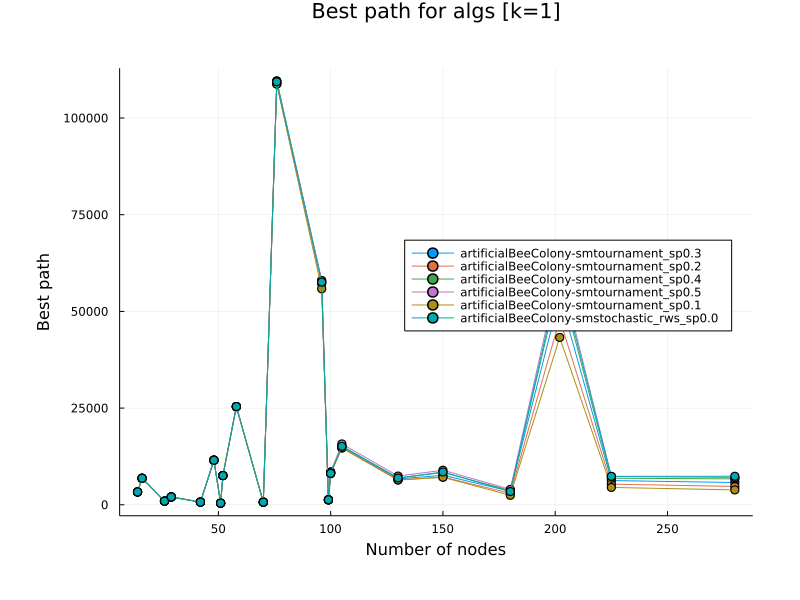 Best path for algs [k=1]
100000
75000
50000
25000
0
Best path
artificialBeeColony-smtournament_sp0.3
artificialBeeColony-smtournament_sp0.2
artificialBeeColony-smtournament_sp0.4
artificialBeeColony-smtournament_sp0.5
artificialBeeColony-smtournament_sp0.1
artificialBeeColony-smstochastic_rws_sp0.0
50 100 150 200 250
Number of nodes